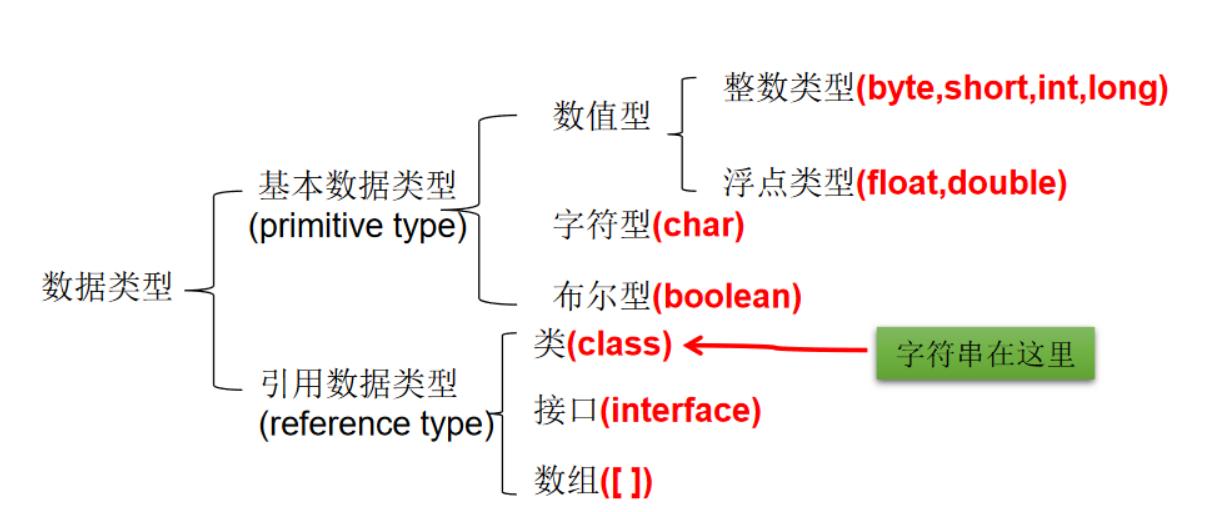 整数类型(byte,short,int,long)
数值型
浮点类型(float,double)
基本数据类型
(primitive type)
字符型(char)
数据类型
布尔型(boolean)
类(class)
字符串在这里
引用数据类型
(reference type)
接口(interface)
数组([ ])